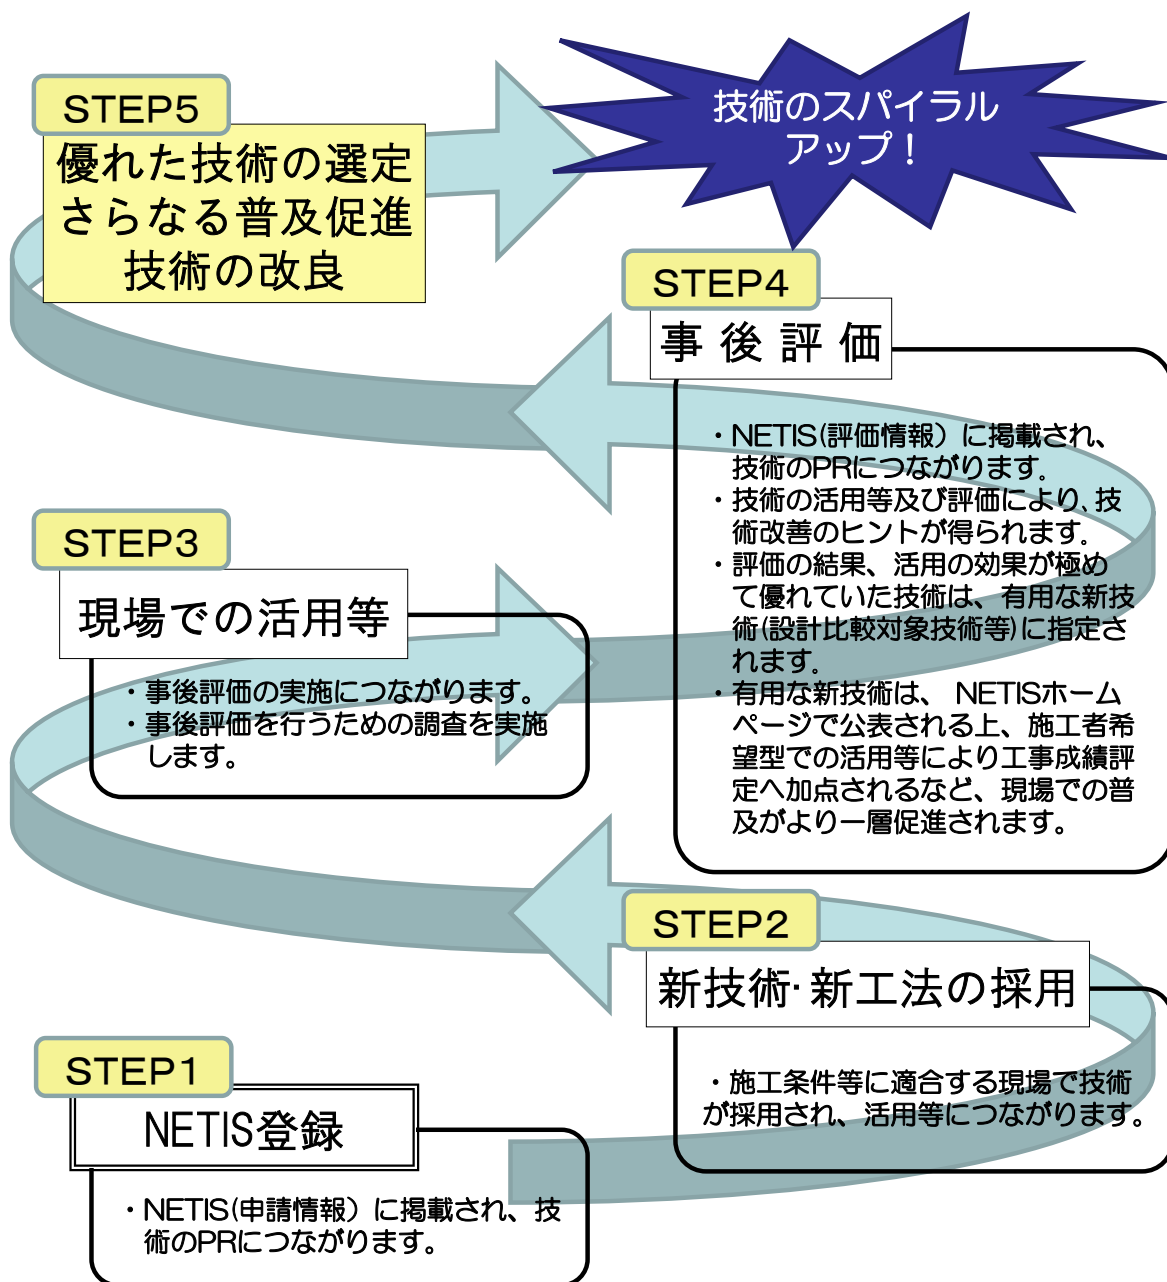 技術のスパイラル
アップ！
STEP5
優れた技術の選定
さらなる普及促進
技術の改良
STEP4
事後評価
・NETIS(評価情報）に掲載され、
技術のPRにつながります。
・技術の活用等及び評価により、技
術改善のヒントが得られます。
・評価の結果、活用の効果が極め
て優れていた技術は、有用な新技
術(設計比較対象技術等)に指定さ
れます。
・有用な新技術は、 NETISホーム
ページで公表される上、施工者希
望型での活用等により工事成績評
定へ加点されるなど、現場での普
及がより一層促進されます。
STEP3
現場での活用等
・事後評価の実施につながります。
・事後評価を行うための調査を実施
します。
STEP2
新技術・新工法の採用
・施工条件等に適合する現場で技術
が採用され、活用等につながります。
STEP1
NETIS登録
・NETIS(申請情報）に掲載され、技
術のPRにつながります。